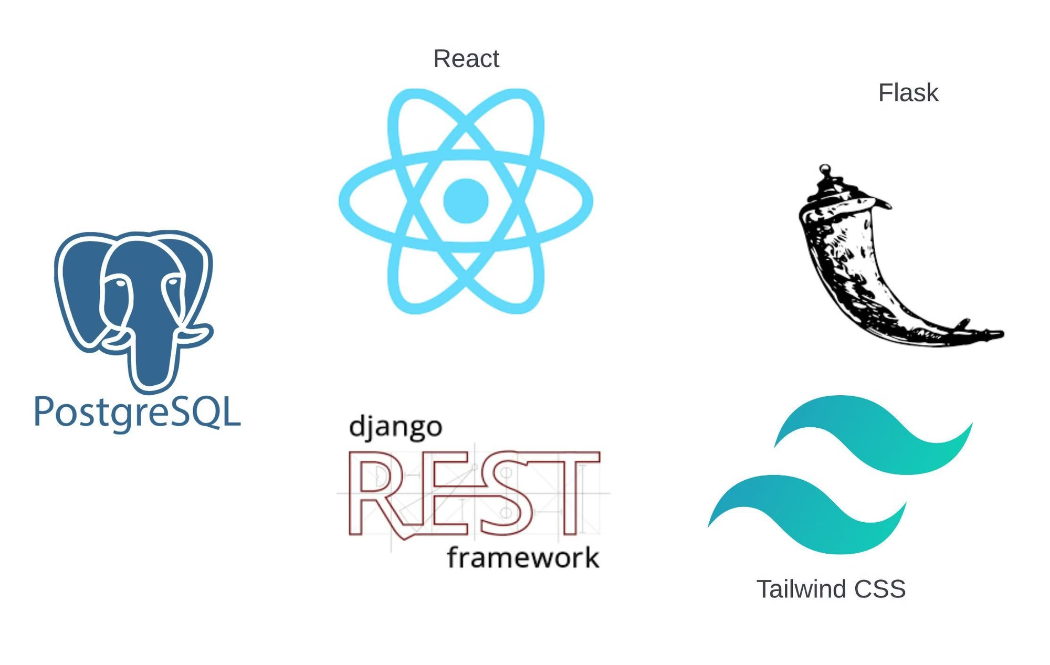 React
Flask
PostgreSQL
django
REST
framework
Tailwind CSS